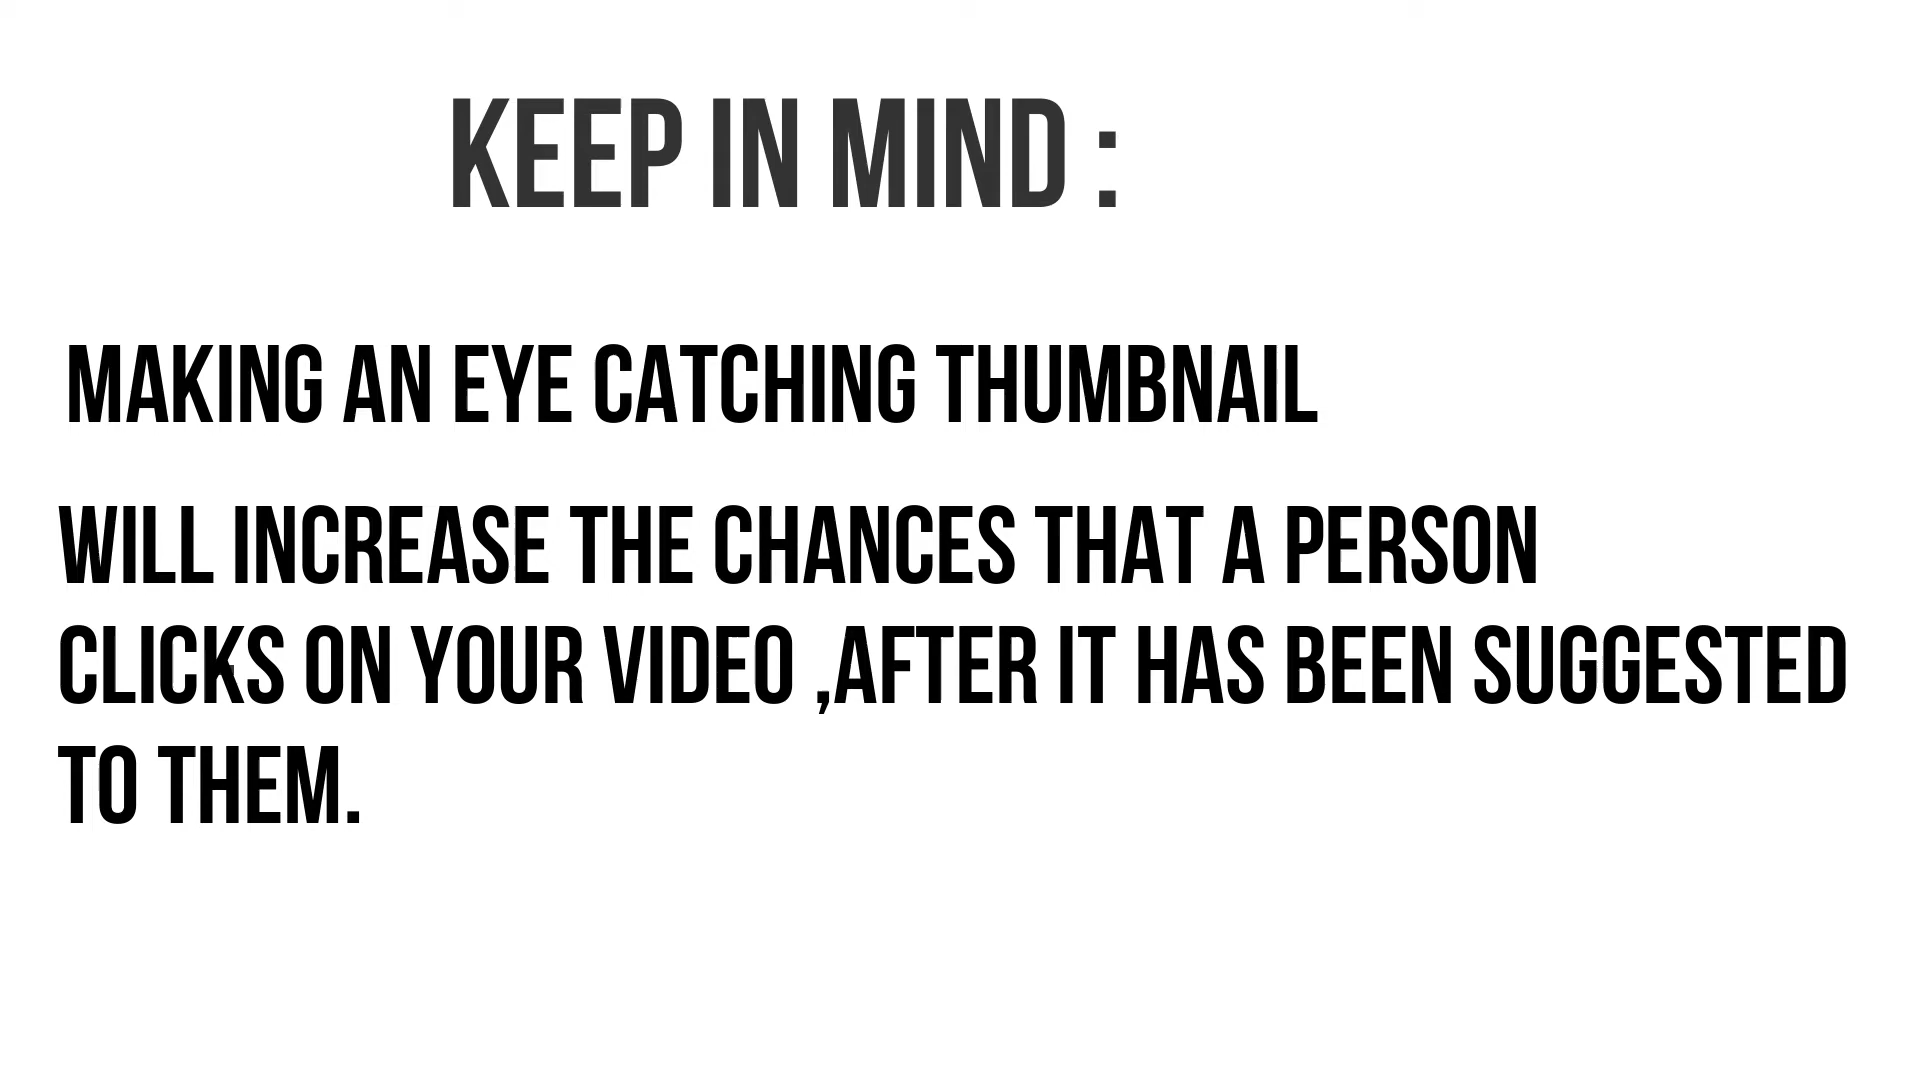 KEEP IN MIND :
MAKING AN EYE CATCHING THUMBNAIL
WILL INCREASE THE CHANCES THAT A PERSON
CLICKS ON YOUR VIDEO ,AFTER IT HAS BEEN SUGGESTED
TO THEM.